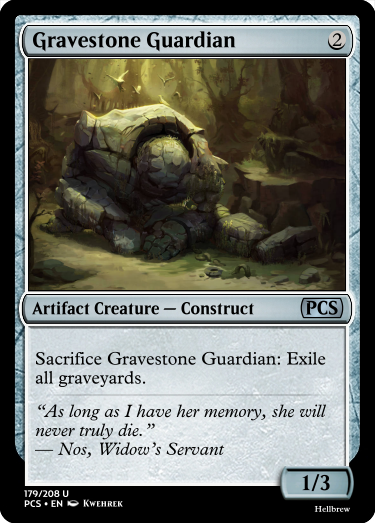 Gravestone Guardian 2
Artifact Creature — Construct PCS
Sacrifice Gravestone Guardian: Exile
all graveyards.
“As long as I have her memory, she will
never truly die.”
— Nos, Widow's Servant
1/3
179/208 U
PCS • EN Kwehrek
Hellbrew